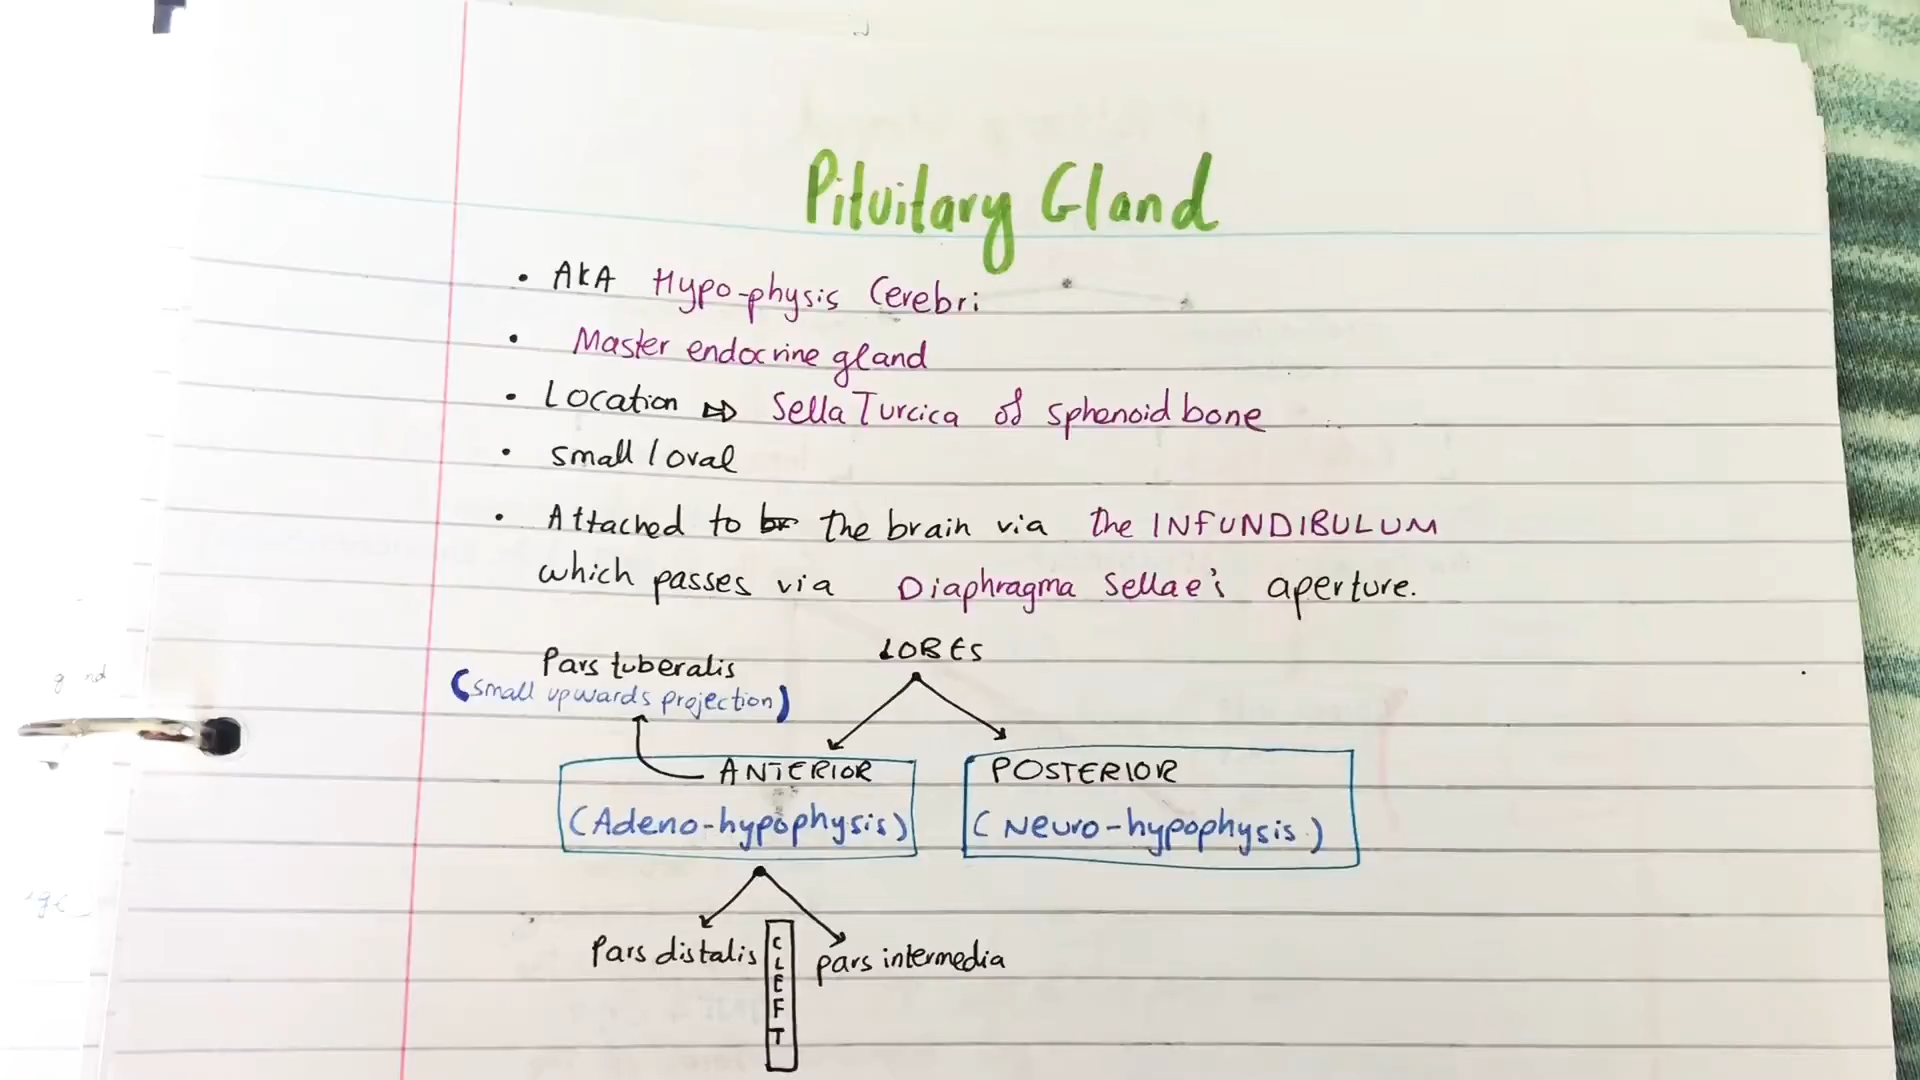 Pituitary Gland
• AKA Hypo-physis Cerebri
• Master endocrine gland
• Location ⇨ Sella Turcica of sphenoid bone
• small / oval
• Attached to the brain via the INFUNDIBULUM
which passes via Diaphragma Sellae's aperture.
LOBES
Pars tuberalis
(small upwards projection)
ANTERIOR
(Adeno-hypophysis)
POSTERIOR
(Neuro-hypophysis)
Pars distalis
CLEFT
pars intermedia